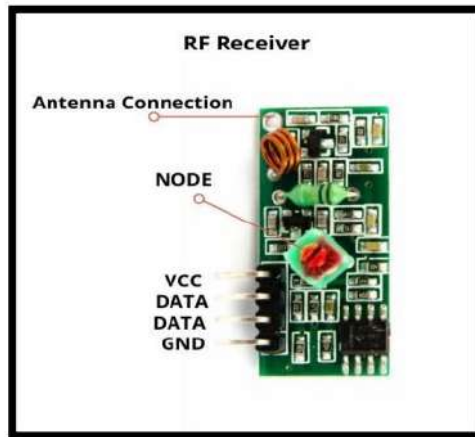 RF Receiver
Antenna Connection
NODE
VCC
DATA
DATA
GND